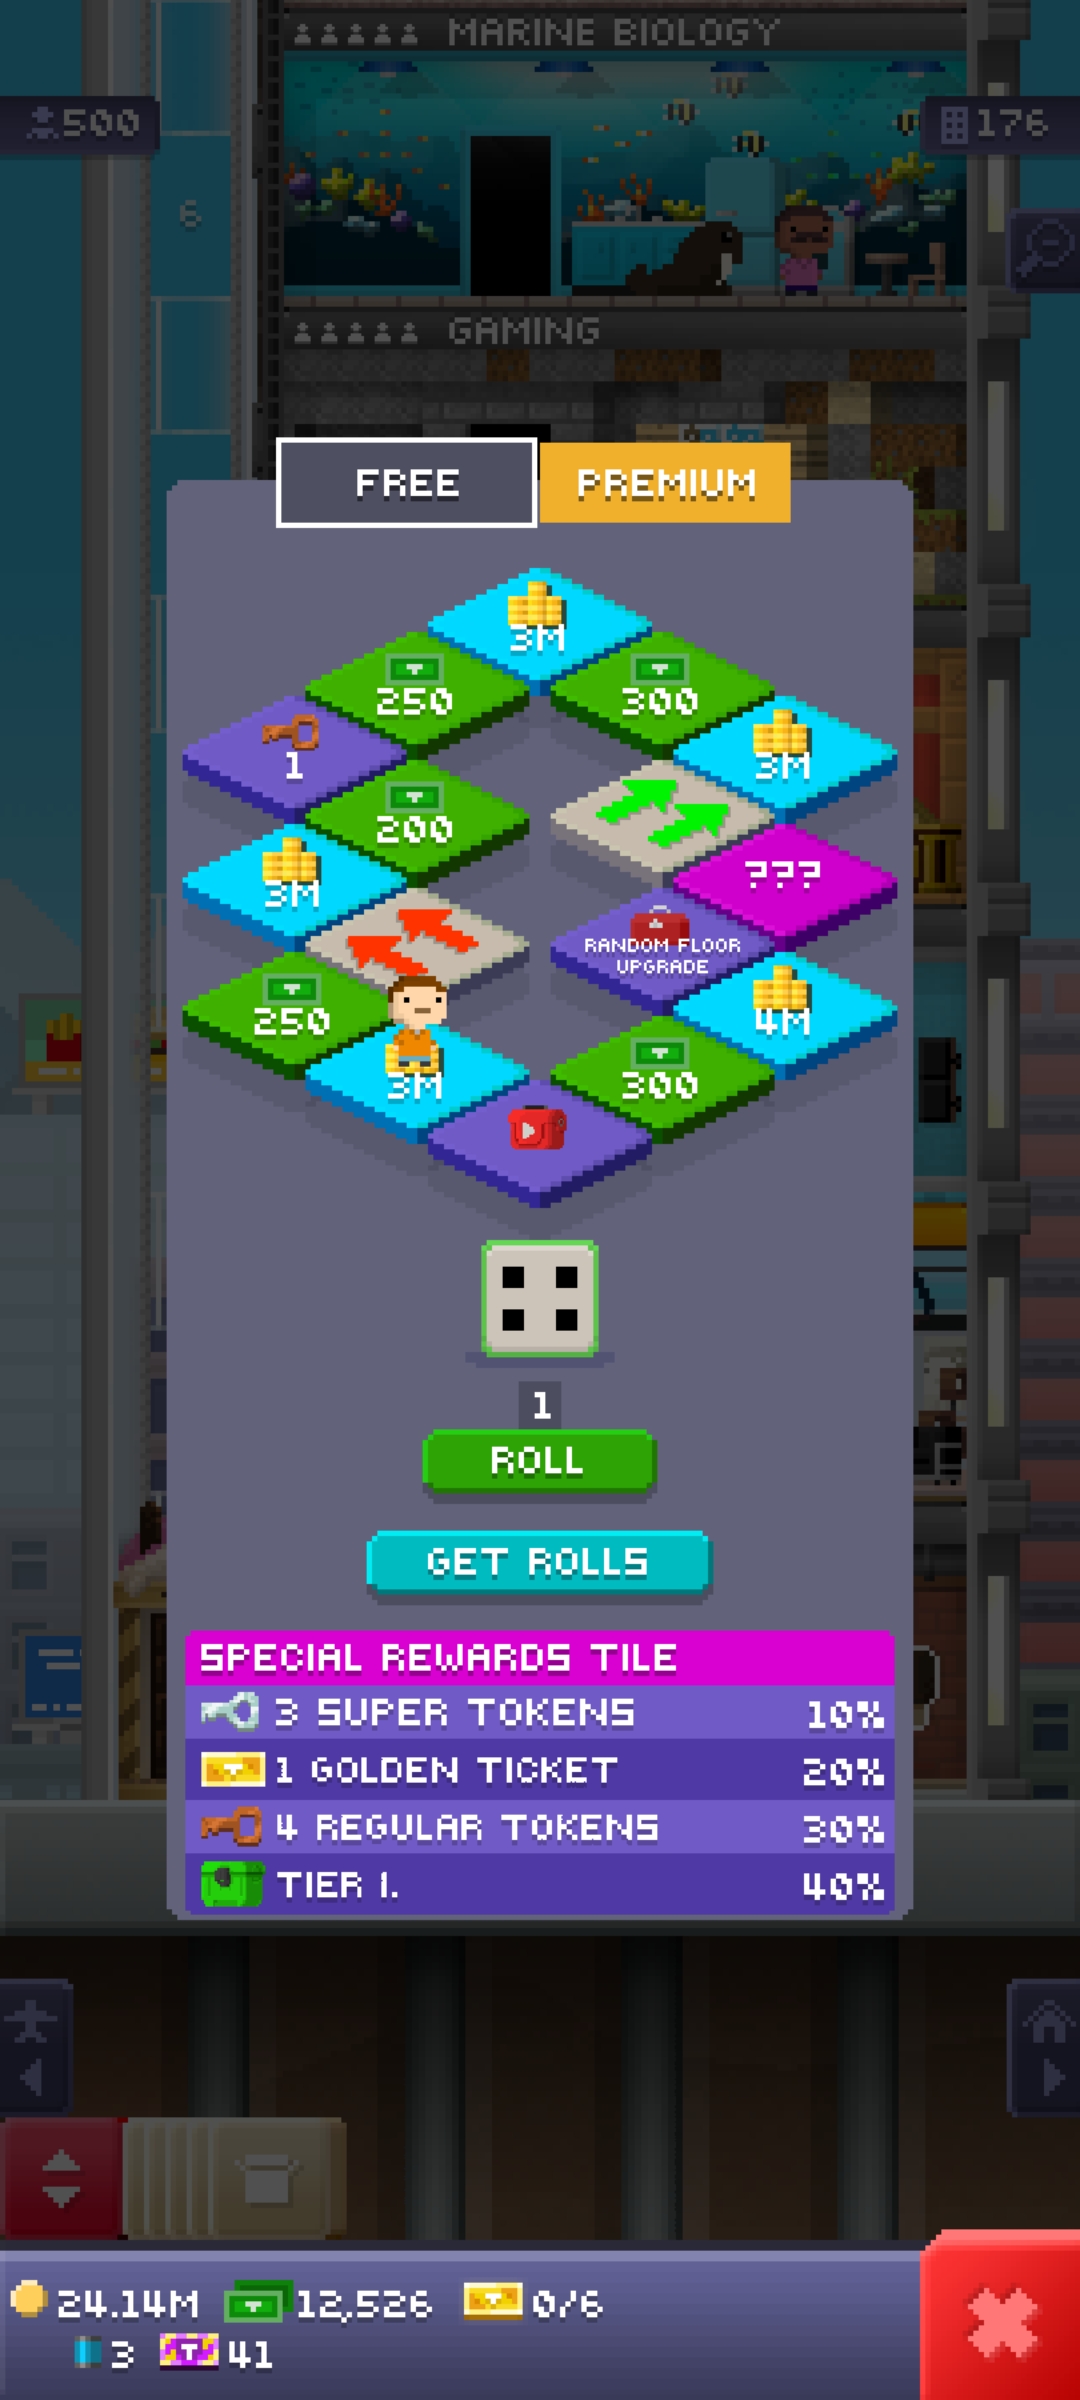 MARINE BIOLOGY
500
176
6
GAMING
FREE
PREMIUM
3M
250
300
1
3M
200
3M
???
RANDOM FLOOR
UPGRADE
250
4M
3M
300
1
ROLL
GET ROLLS
SPECIAL REWARDS TILE
3 SUPER TOKENS 10%
1 GOLDEN TICKET 20%
4 REGULAR TOKENS 30%
TIER 1. 40%
24.14M 12,526 0/6
3 41